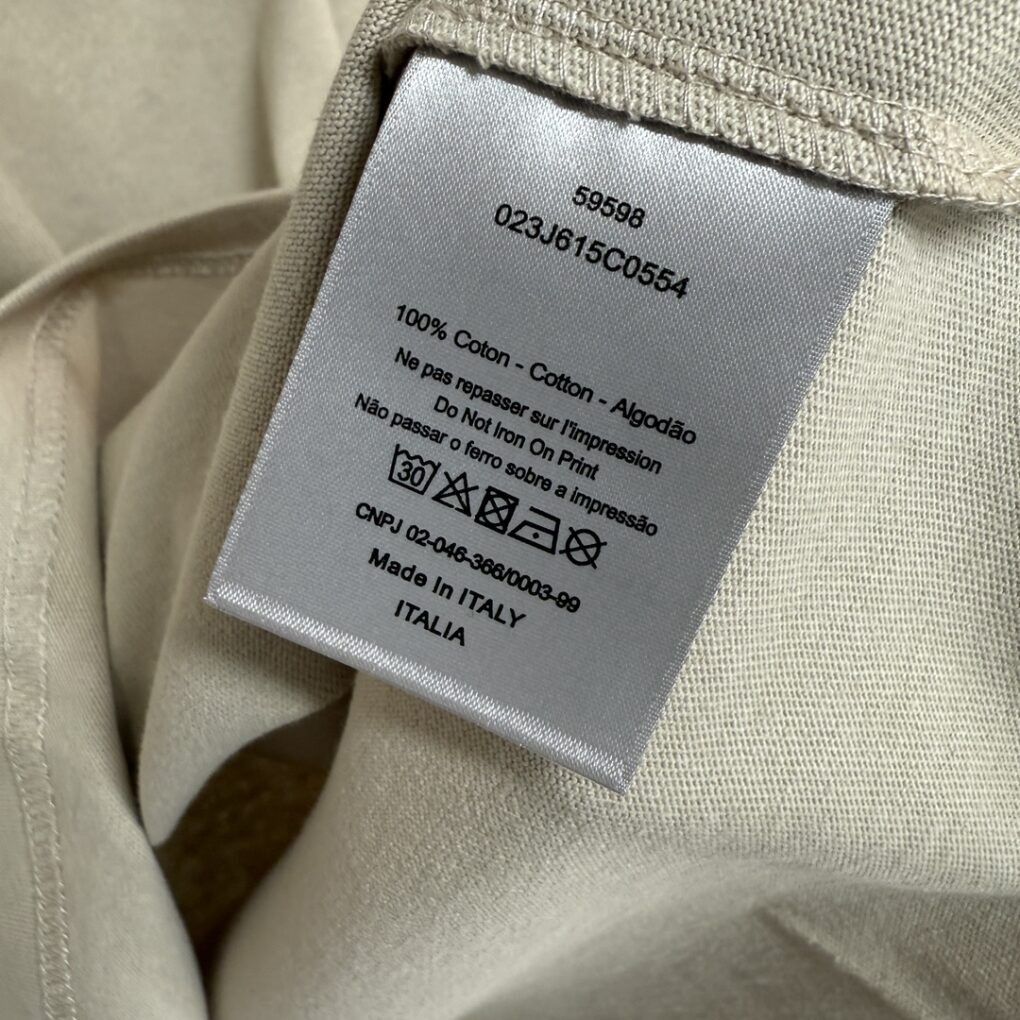 59598
023J615C0554
100% Coton - Cotton - Algodão
Ne pas repasser sur l'impression
Do Not Iron On Print
Não passar o ferro sobre a impressão
30
CNPJ 02-046-366/0003-99
Made In ITALY
ITALIA